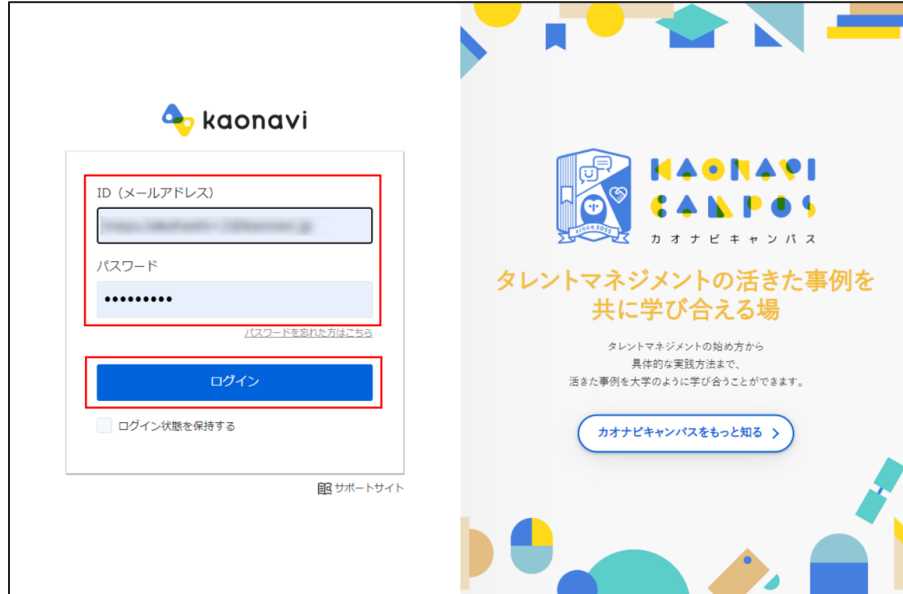 kaonavi
ID（メールアドレス）
パスワード
•••••••••
パスワードを忘れた方はこちら
ログイン
ログイン状態を保持する
サポートサイト
since 2012
KAONAVI
CAMPUS
カオナビキャンパス
タレントマネジメントの活きた事例を
共に学び合える場
タレントマネジメントの始め方から
具体的な実践方法まで、
活きた事例を大学のように学び合うことができます。
カオナビキャンパスをもっと知る